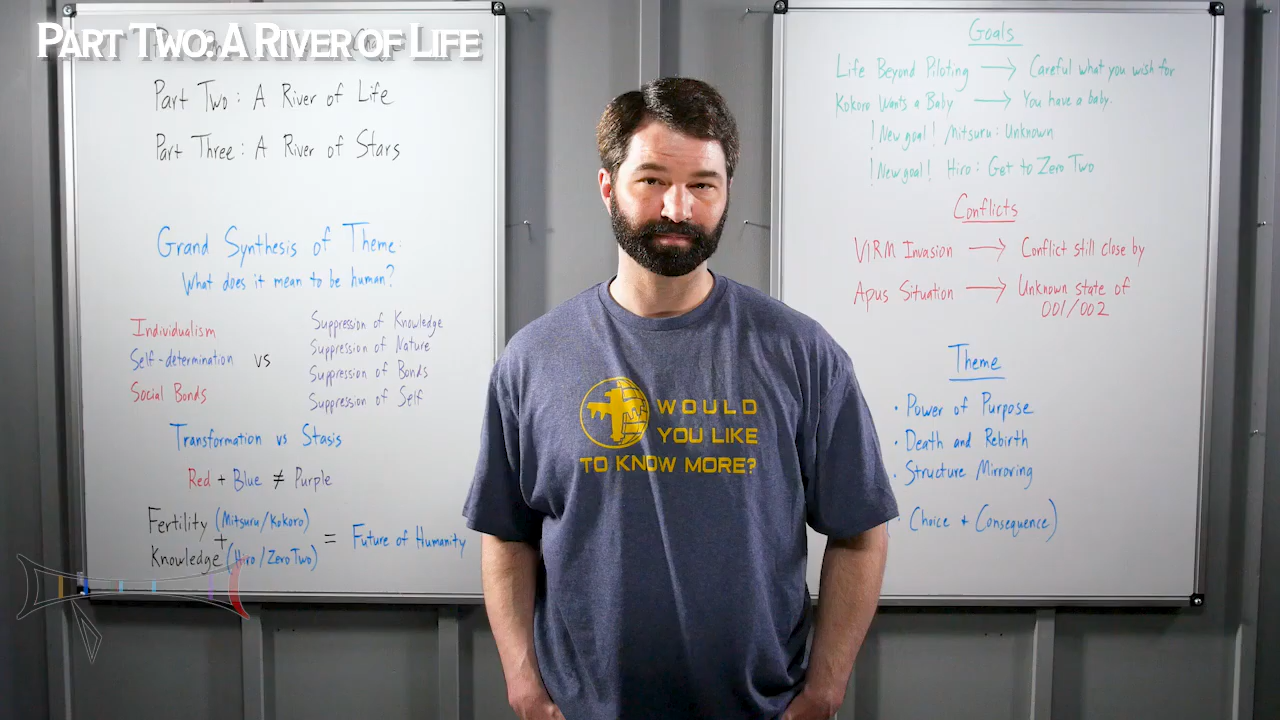 Part Two: A River of Life
Part Two: A River of Life
Part Three: A River of Stars
Grand Synthesis of Theme:
What does it mean to be human?
Individualism
Self-determination
Social Bonds
vs
Suppression of Knowledge
Suppression of Nature
Suppression of Bonds
Suppression of Self
Transformation vs Stasis
Red + Blue ≠ Purple
Fertility (Mitsuru/Kokoro)
+
Knowledge (Hiro/Zero Two)
= Future of Humanity
WOULD
YOU LIKE
TO KNOW MORE?
Goals
Life Beyond Piloting → Careful what you wish for
Kokoro Wants a Baby → You have a baby.
! New goal! Mitsuru: Unknown
! New goal! Hiro: Get to Zero Two
Conflicts
VIRM Invasion → Conflict still close by
Apus Situation → Unknown state of
001/002
Theme
• Power of Purpose
• Death and Rebirth
• Structure Mirroring
• Choice + Consequence)